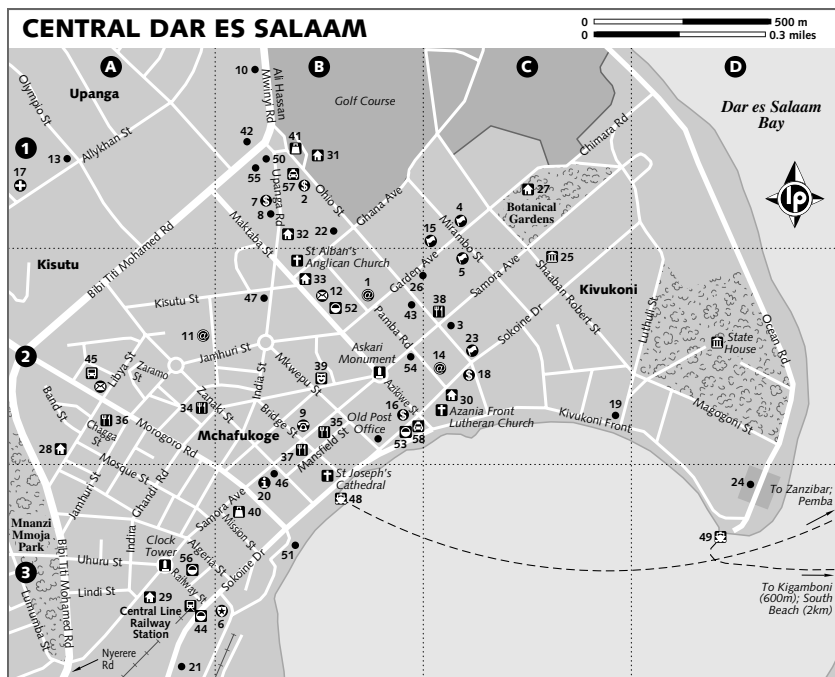 CENTRAL DAR ES SALAAM
0 500 m
0 0.3 miles
A
B
C
D
1
2
3
Upanga
Olympio St
Allykhan St
10
Ali Hassan
Mwinyi Rd
Golf Course
Chimara Rd
Dar es Salaam
Bay
lp
13
17
42
41
50
31
55
57
2
Upanga Rd
Ohio St
7
8
Ghana Ave
27
Botanical
Gardens
4
15
Mirambo St
5
22
32
Maktaba St
Bibi Titi Mohamed Rd
St Alban's
Anglican Church
Garden Ave
Samora Ave
25
Shaaban Robert St
Kivukoni
Luthuli St
Ocean Rd
Kisutu
Kisutu St
47
33
12
52
1
26
43
38
3
Sokoine Dr
23
State
House
11
Jamhuri St
Pamba Rd
Askari
Monument
54
14
18
45
Libya St
Zaramo
St
India St
Mkwepu St
39
Azikiwe St
30
Azania Front
Lutheran Church
19
Kivukoni Front
Magogoni St
Band St
36
34
Zanaki St
Chagga
St
Morogoro Rd
Mchafukoge
Bridge St
9
35
Old Post
Office
16
53
58
37
Mansfield St
28
Mosque St
Jamhuri St
Gandhi Rd
Indira
46
20
St Joseph's
Cathedral
48
24
To Zanzibar;
Pemba
49
Samora Ave
40
Mission St
Mnanzi
Mmoja
Park
Clock
Tower
56
Algeria St
Sokoine Dr
51
Uhuru St
Railway St
Lindi St
Bibi Titi Mohamed Rd
Lumumba St
29
Central Line
Railway
Station
44
6
To Kigamboni
(600m); South
Beach (2km)
Nyerere
Rd
21